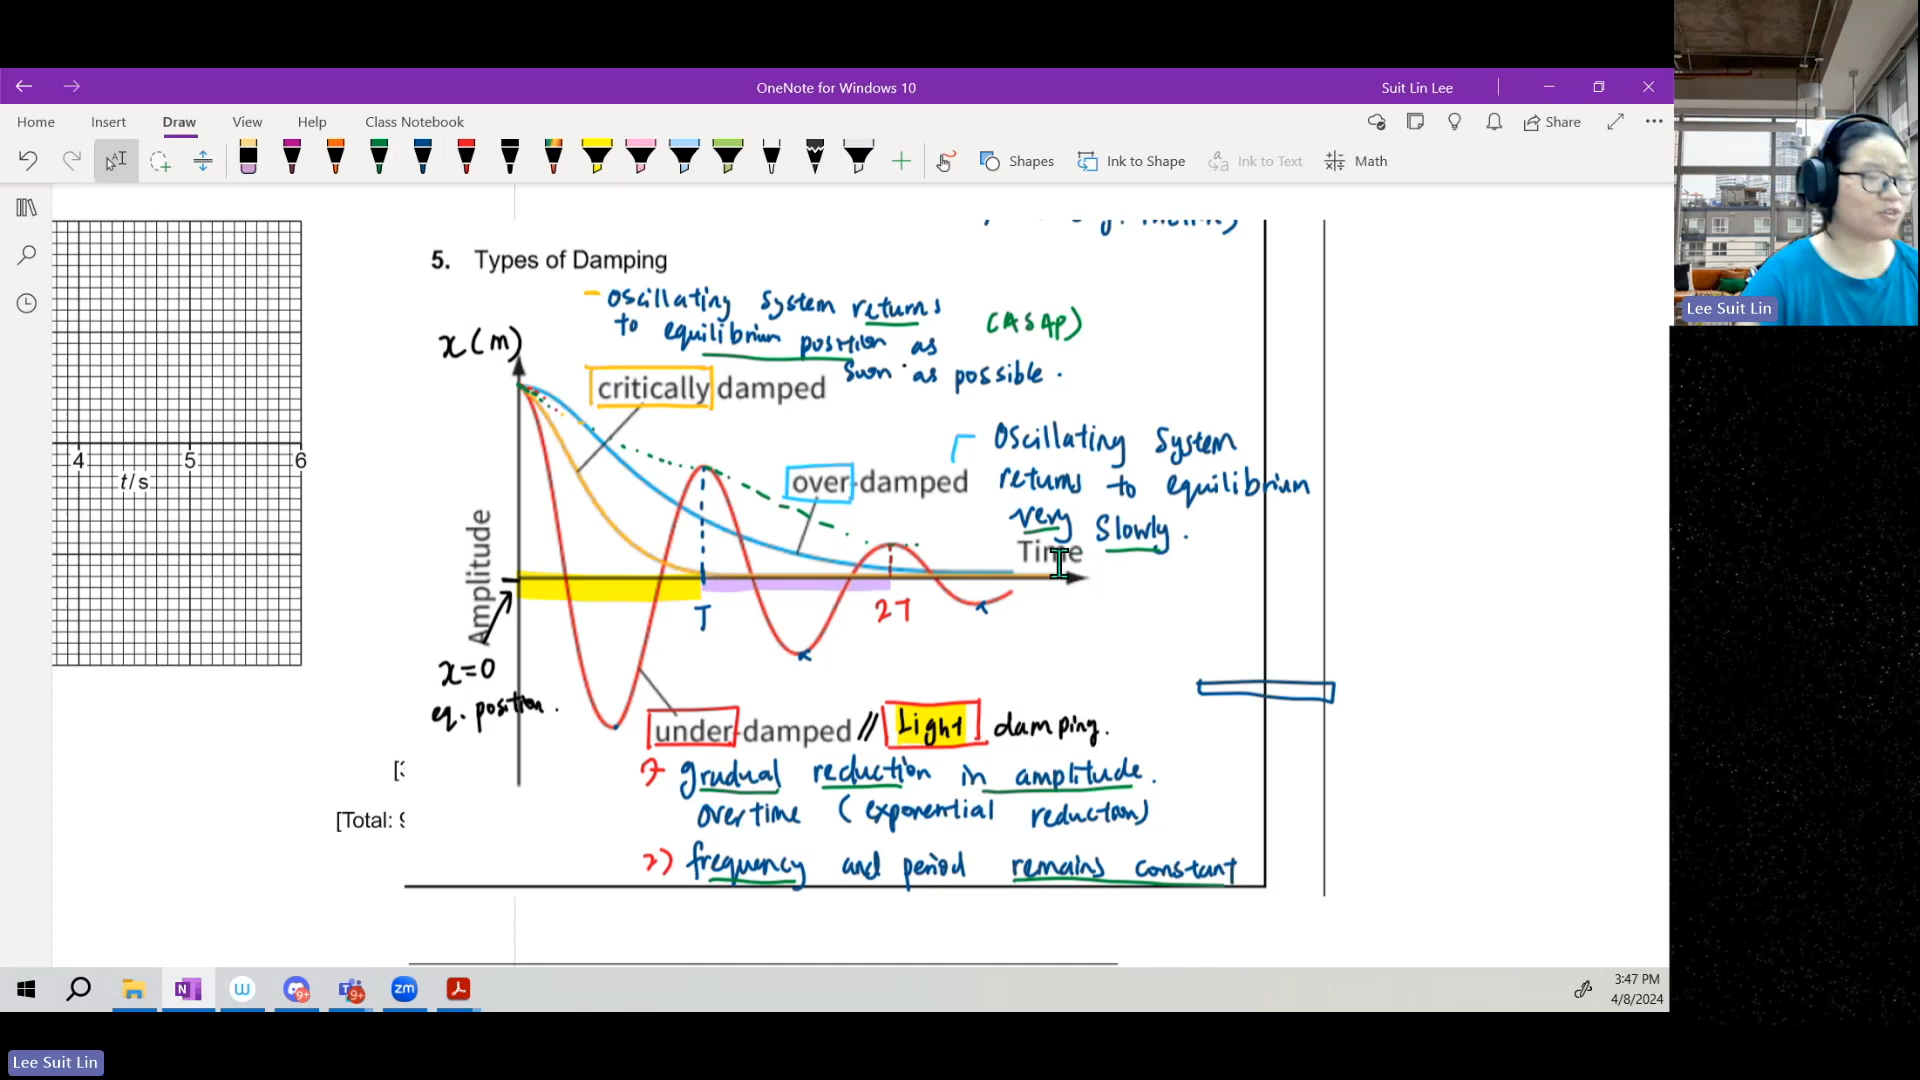 OneNote for Windows 10
Suit Lin Lee
Home Insert Draw View Help Class Notebook
Share
Shapes Ink to Shape Ink to Text Math
5. Types of Damping
- Oscillating System returns
to equilibrium position as
Soon as possible.
(ASAP)
x(m)
critically damped
over-damped
Oscillating System
returns to equilibrium
very Slowly.
Time
Amplitude
4 5 6
t/s
T
2T
x=0
eq. position.
under-damped // Light damping.
gradual reduction in amplitude.
overtime (exponential reduction)
2) frequency and period remains constant
[3
[Total: 9
Lee Suit Lin
3:47 PM
4/8/2024
Lee Suit Lin